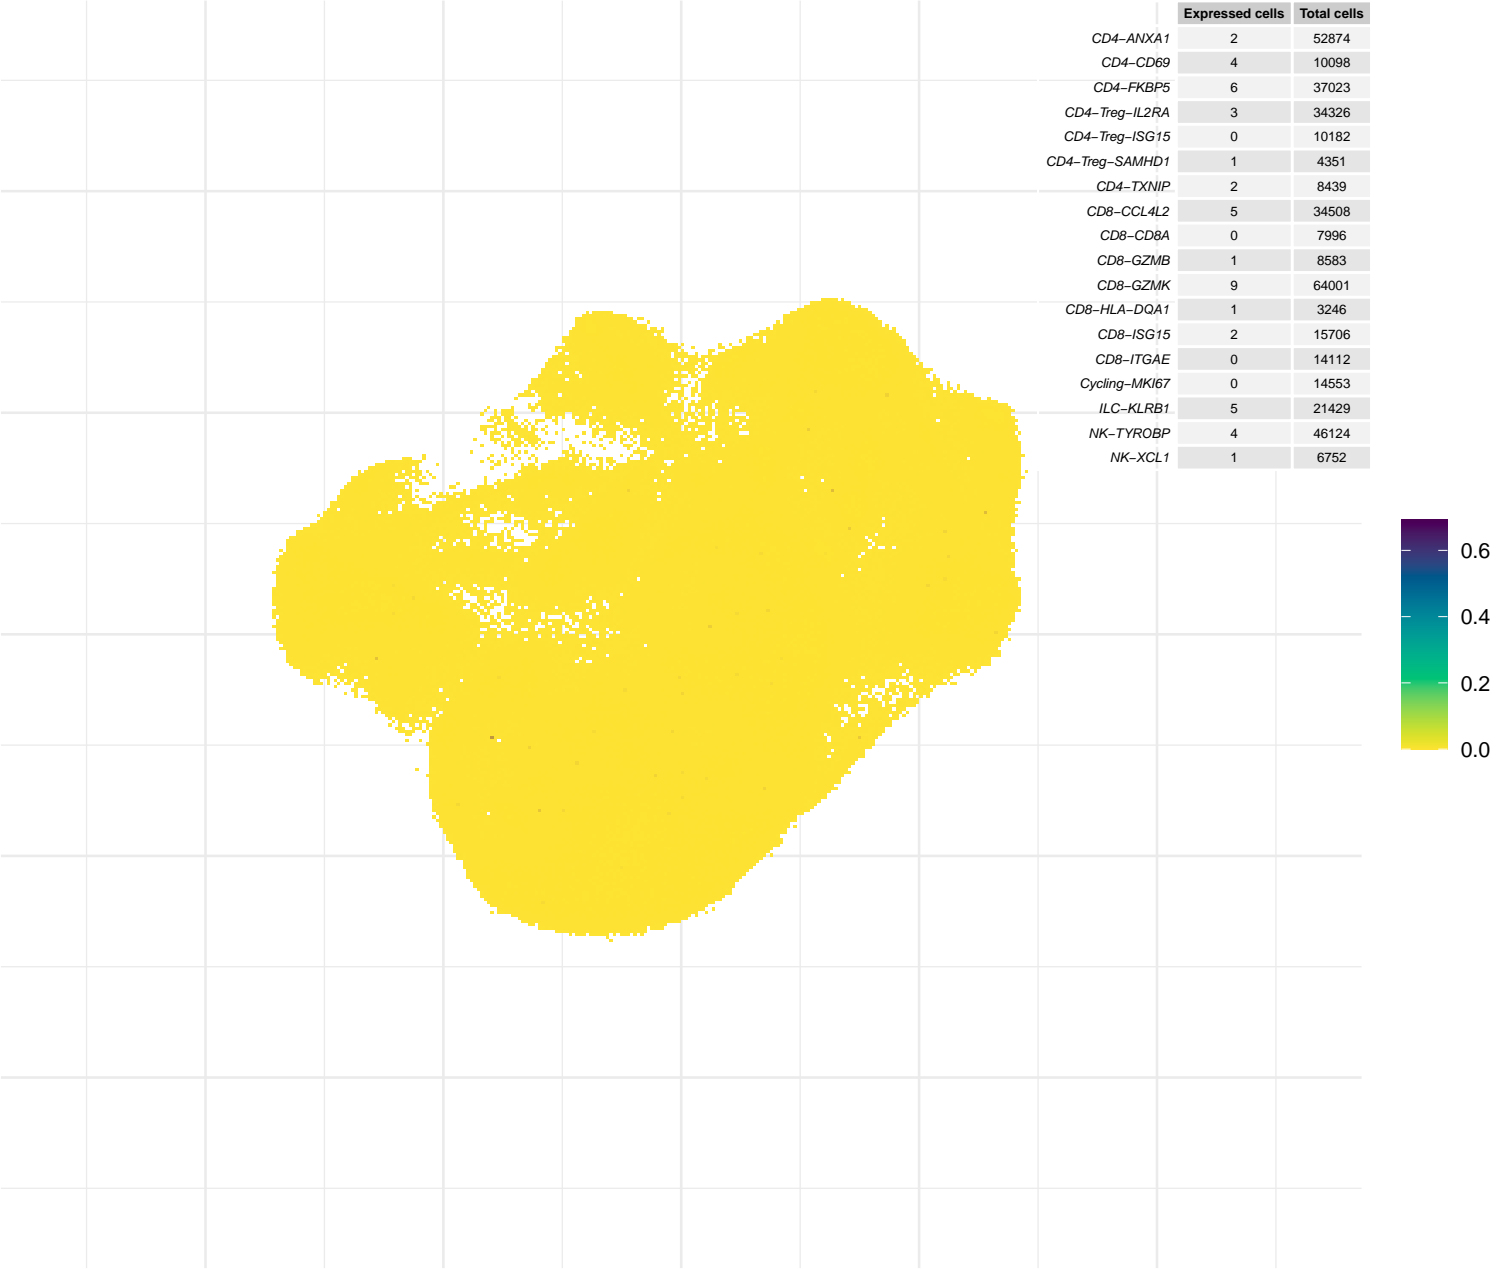 Expressed cells Total cells
CD4−ANXA1 2 52874
CD4−CD69 4 10098
CD4−FKBP5 6 37023
CD4−Treg−IL2RA 3 34326
CD4−Treg−ISG15 0 10182
CD4−Treg−SAMHD1 1 4351
CD4−TXNIP 2 8439
CD8−CCL4L2 5 34508
CD8−CD8A 0 7996
CD8−GZMB 1 8583
CD8−GZMK 9 64001
CD8−HLA−DQA1 1 3246
CD8−ISG15 2 15706
CD8−ITGAE 0 14112
Cycling−MKI67 0 14553
ILC−KLRB1 5 21429
NK−TYROBP 4 46124
NK−XCL1 1 6752
0.6
0.4
0.2
0.0